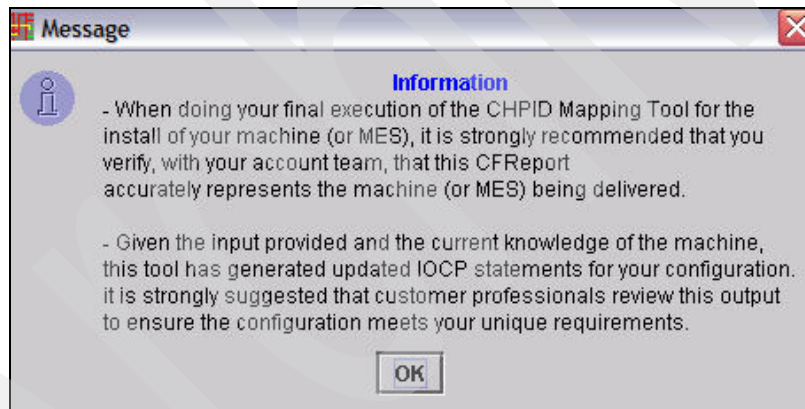 Message
Information
- When doing your final execution of the CHPID Mapping Tool for the
install of your machine (or MES), it is strongly recommended that you
verify, with your account team, that this CFReport
accurately represents the machine (or MES) being delivered.
- Given the input provided and the current knowledge of the machine,
this tool has generated updated IOCP statements for your configuration.
it is strongly suggested that customer professionals review this output
to ensure the configuration meets your unique requirements.
OK